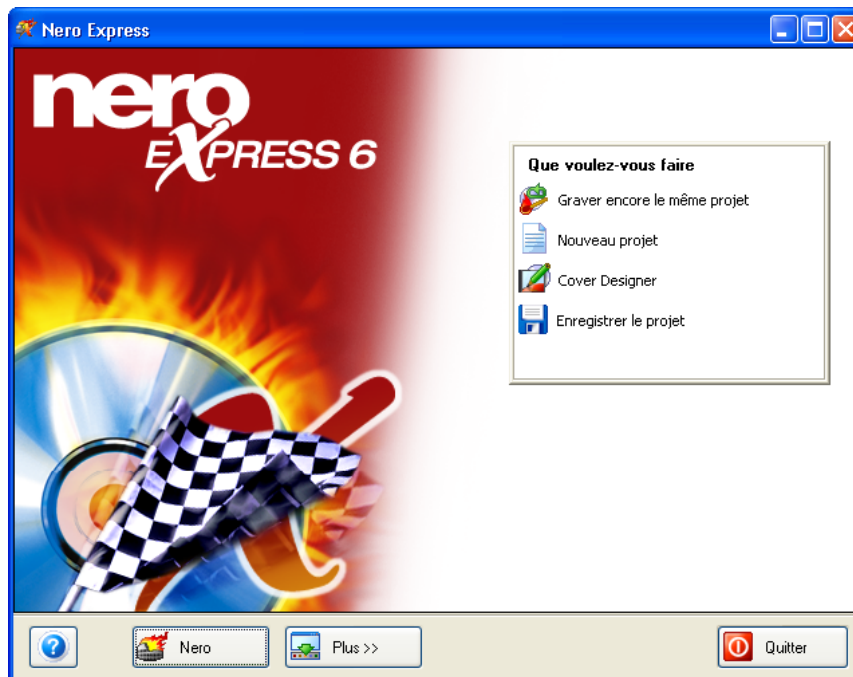 Nero Express
nero
EXPRESS 6
Que voulez-vous faire
Graver encore le même projet
Nouveau projet
Cover Designer
Enregistrer le projet
?
Nero
Plus >>
Quitter